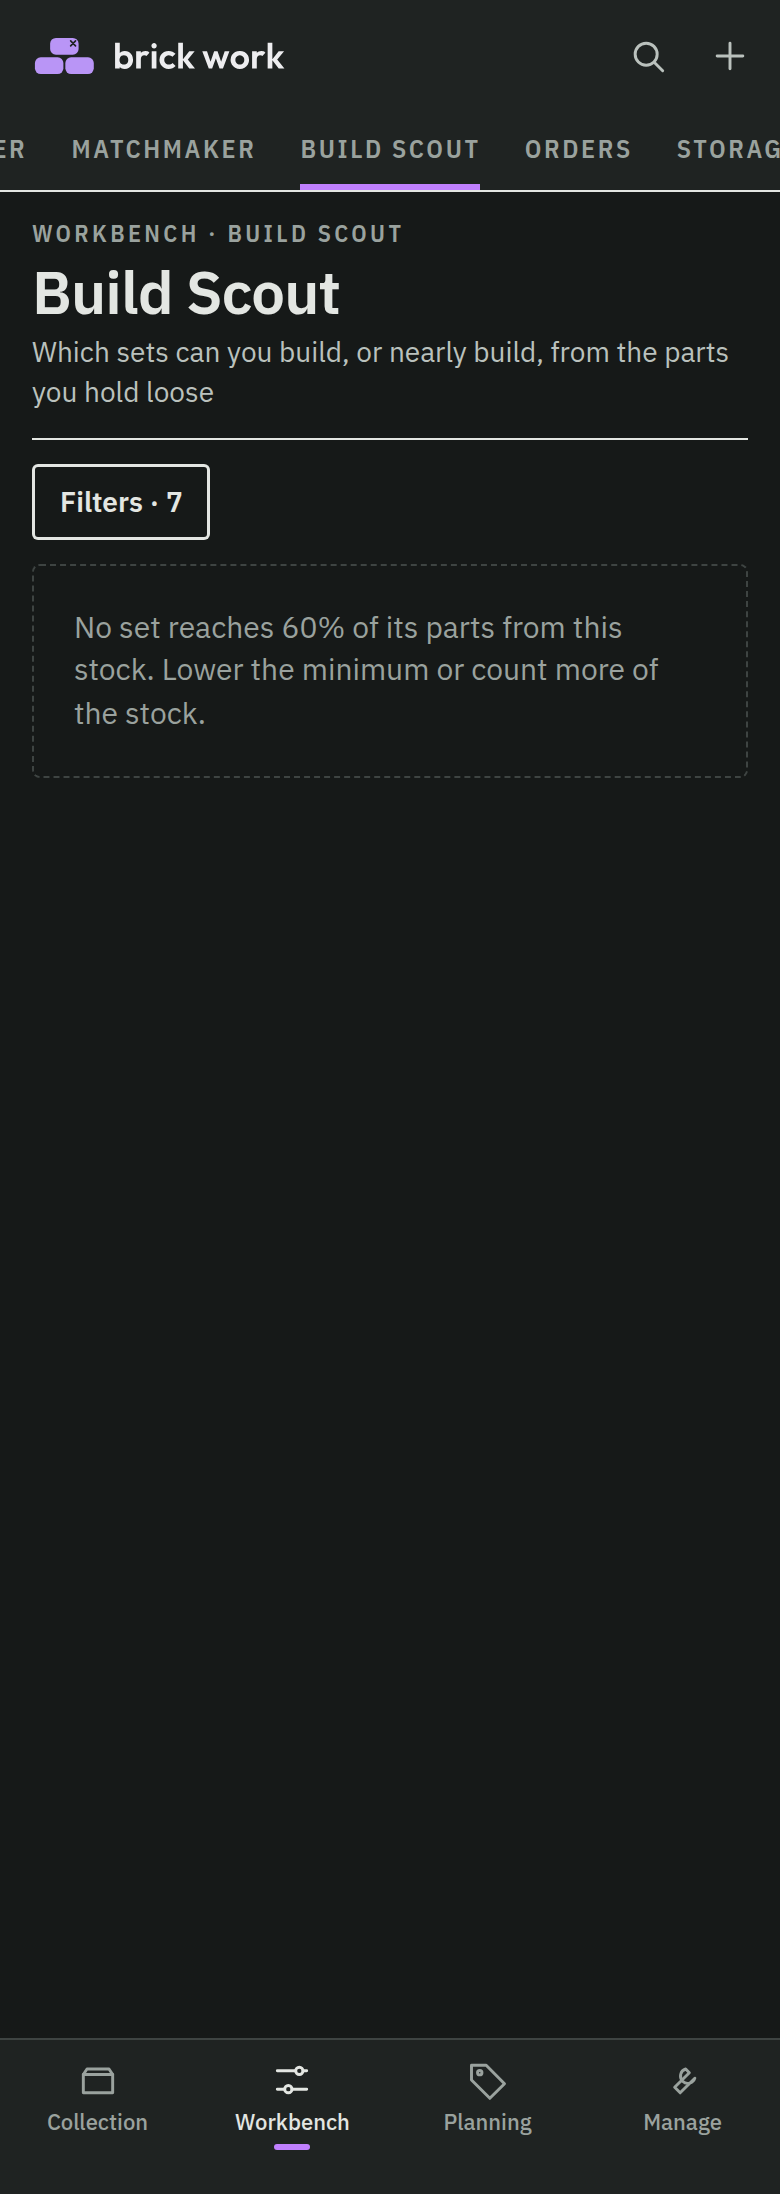 brick work
ER MATCHMAKER BUILD SCOUT ORDERS STORAG
WORKBENCH · BUILD SCOUT
Build Scout
Which sets can you build, or nearly build, from the parts
you hold loose
Filters · 7
No set reaches 60% of its parts from this
stock. Lower the minimum or count more of
the stock.
Collection Workbench Planning Manage